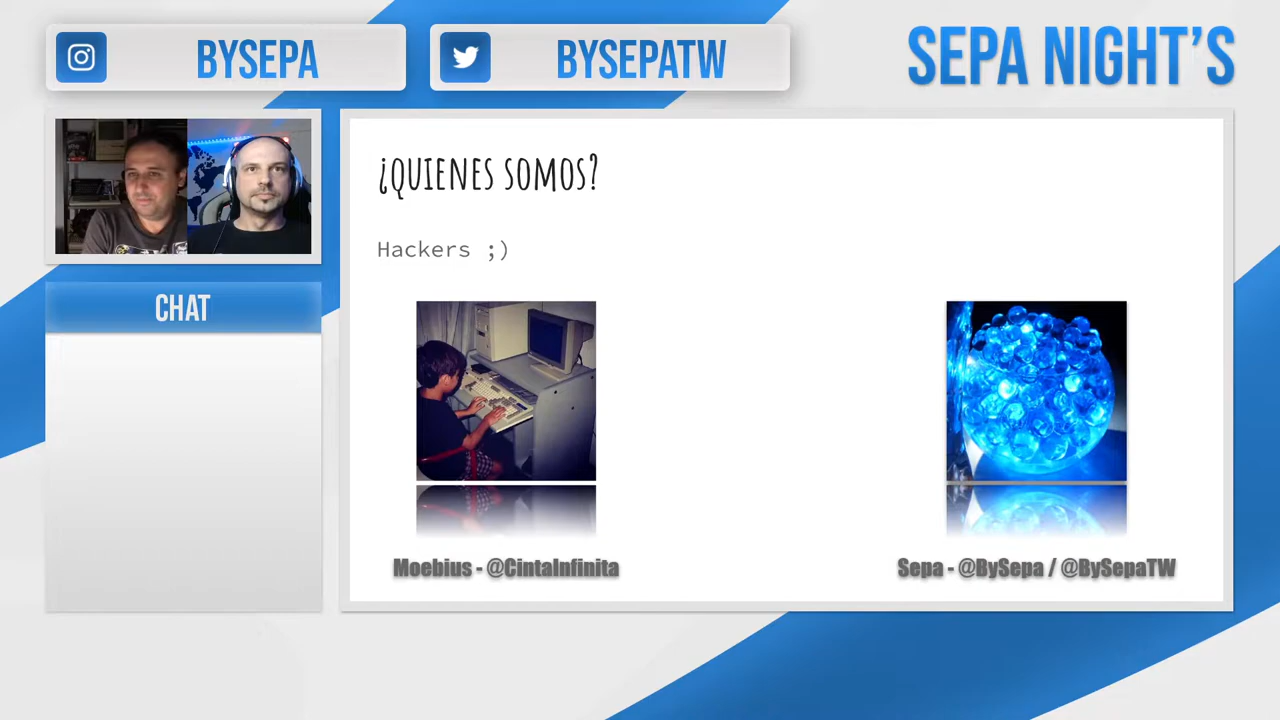 BYSEPA
BYSEPATW
SEPA NIGHT'S
¿QUIENES SOMOS?
Hackers ;)
CHAT
Moebius - @CintaInfinita
Sepa - @BySepa / @BySepaTW